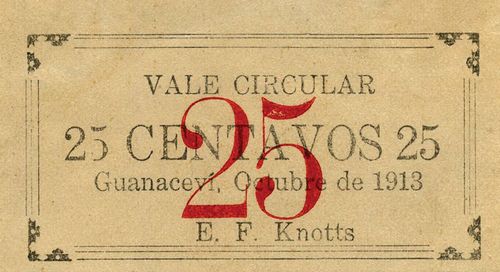 VALE CIRCULAR
25 CENTAVOS 25
25
Guanaceví, Octubre de 1913
E. F. Knotts